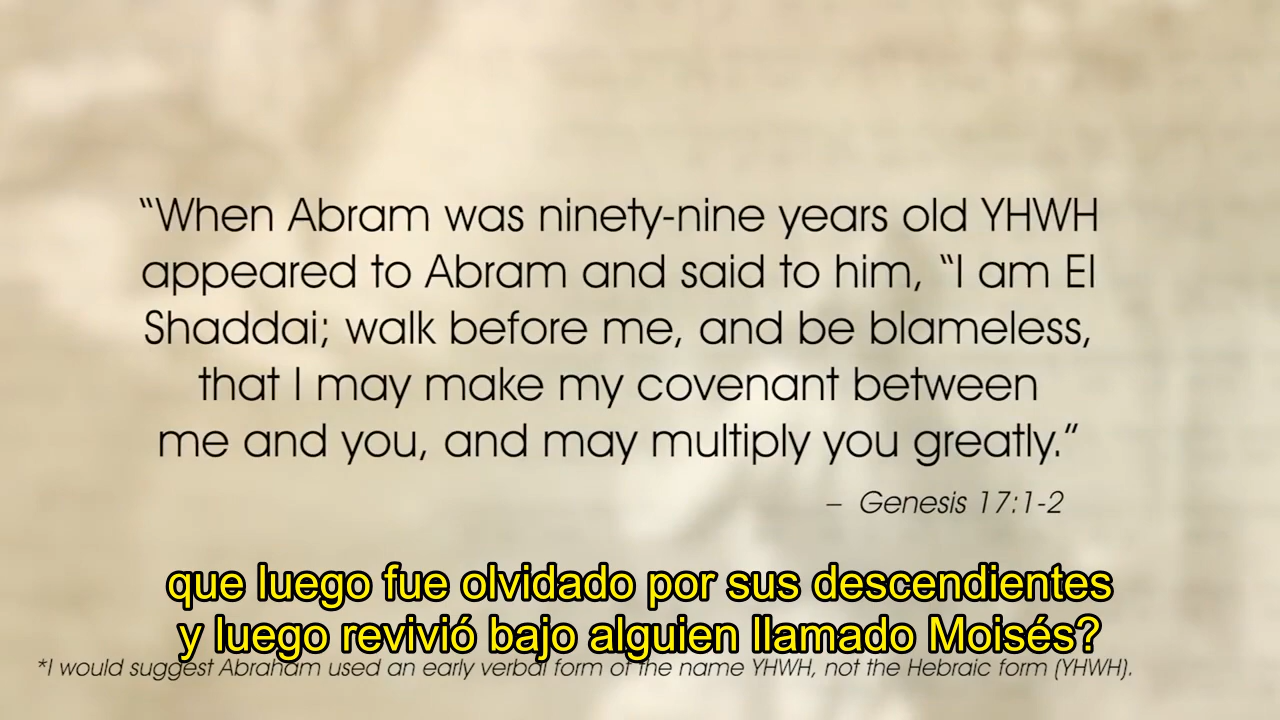 “When Abram was ninety-nine years old YHWH
appeared to Abram and said to him, “I am El
Shaddai; walk before me, and be blameless,
that I may make my covenant between
me and you, and may multiply you greatly.”
– Genesis 17:1-2
que luego fue olvidado por sus descendientes
y luego revivió bajo alguien llamado Moisés?
*I would suggest Abraham used an early verbal form of the name YHWH, not the Hebraic form (YHWH).